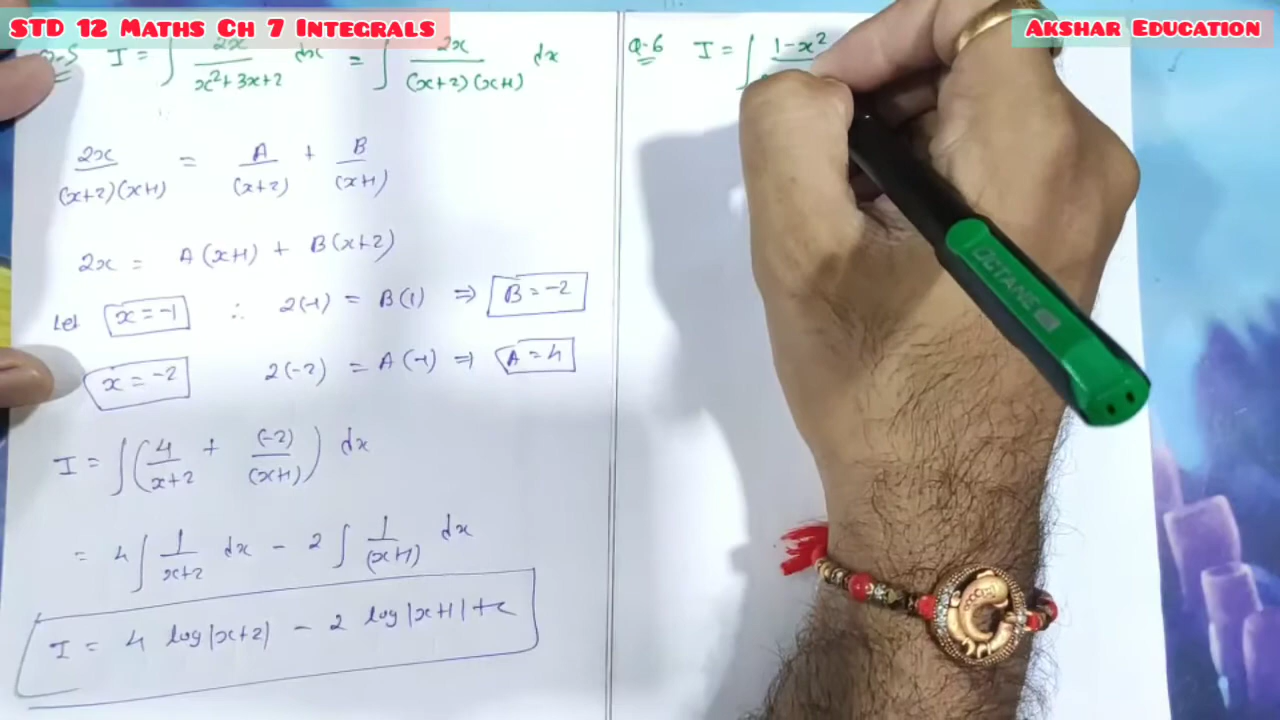 STD 12 Maths Ch 7 Integrals
Akshar Education
Q-5 I = ∫ 2x / x²+3x+2 dx = ∫ 2x / (x+2)(x+1) dx
2x / (x+2)(x+1) = A / (x+2) + B / (x+1)
2x = A(x+1) + B(x+2)
Let x=-1 ∴ 2(-1) = B(1) ⇒ B=-2
x=-2 2(-2) = A(-1) ⇒ A=4
I = ∫( 4 / x+2 + (-2) / (x+1) ) dx
= 4 ∫ 1 / x+2 dx - 2 ∫ 1 / (x+1) dx
I = 4 log|x+2| - 2 log|x+1| + c
Q-6 I = ∫ 1-x²
OCTANE